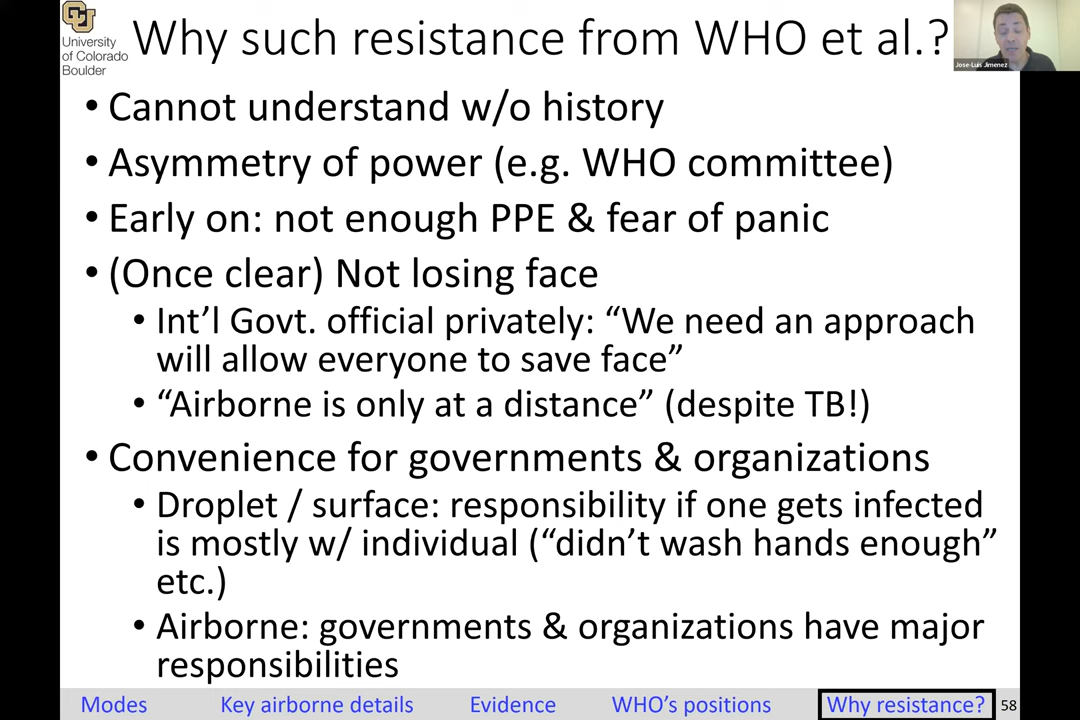 University
of Colorado
Boulder
Why such resistance from WHO et al.?
Jose-Luis Jimenez
• Cannot understand w/o history
• Asymmetry of power (e.g. WHO committee)
• Early on: not enough PPE & fear of panic
• (Once clear) Not losing face
• Int’l Govt. official privately: “We need an approach
will allow everyone to save face”
• “Airborne is only at a distance” (despite TB!)
• Convenience for governments & organizations
• Droplet / surface: responsibility if one gets infected
is mostly w/ individual (“didn’t wash hands enough”
etc.)
• Airborne: governments & organizations have major
responsibilities
Modes Key airborne details Evidence WHO’s positions Why resistance? 58